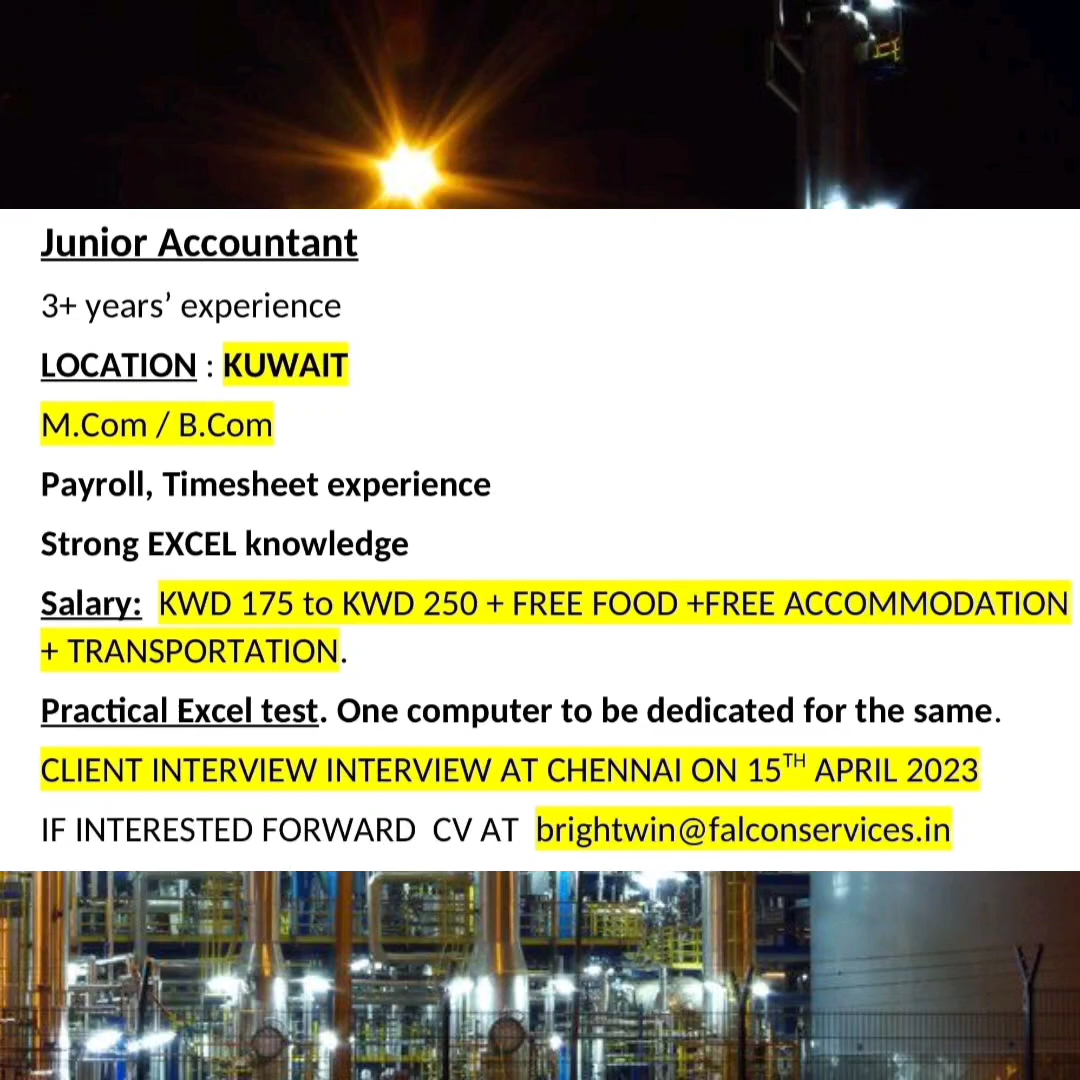 Junior Accountant
3+ years’ experience
LOCATION : KUWAIT
M.Com / B.Com
Payroll, Timesheet experience
Strong EXCEL knowledge
Salary: KWD 175 to KWD 250 + FREE FOOD +FREE ACCOMMODATION
+ TRANSPORTATION.
Practical Excel test. One computer to be dedicated for the same.
CLIENT INTERVIEW INTERVIEW AT CHENNAI ON 15TH APRIL 2023
IF INTERESTED FORWARD CV AT brightwin@falconservices.in